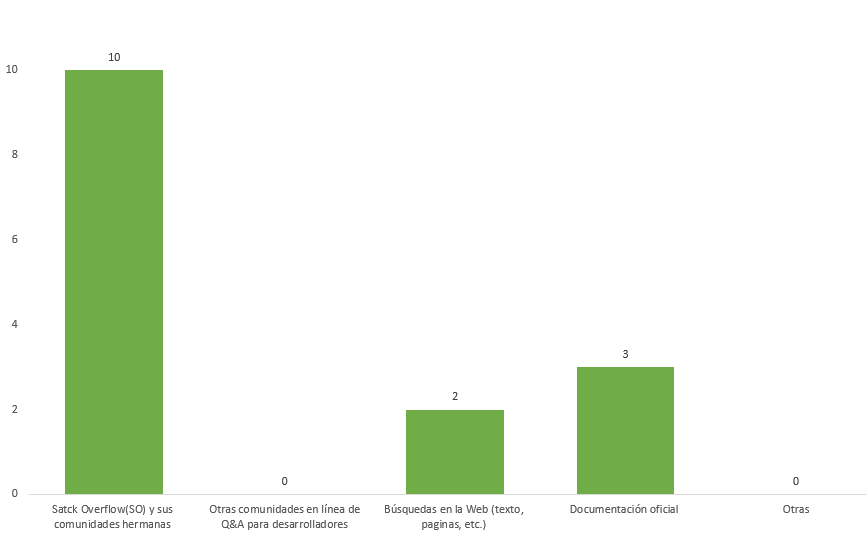 10
10
8
6
4
3
2
2
0
0
0
Satck Overflow(SO) y sus
comunidades hermanas
Otras comunidades en línea de
Q&A para desarrolladores
Búsquedas en la Web (texto,
paginas, etc.)
Documentación oficial
Otras